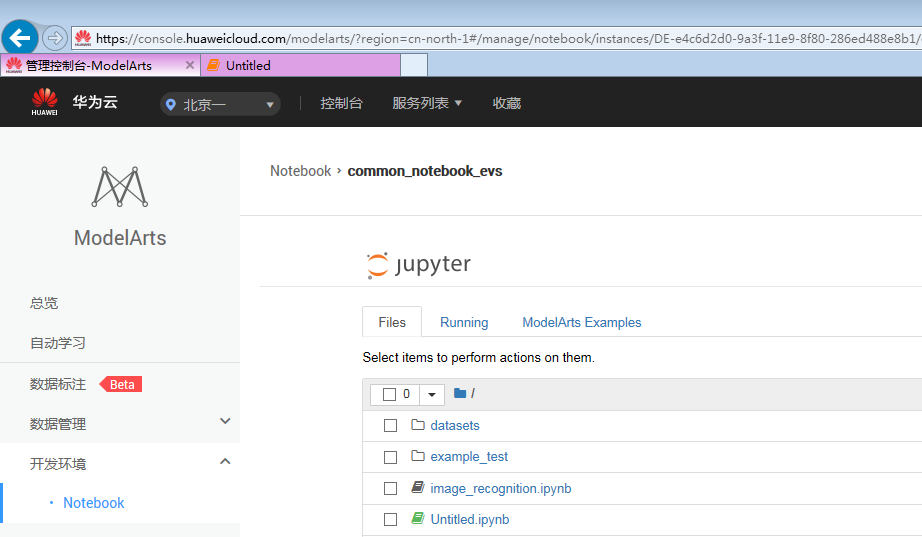 https://console.huaweicloud.com/modelarts/?region=cn-north-1#/manage/notebook/instances/DE-e4c6d2d0-9a3f-11e9-8f80-286ed488e8b1/
管理控制台-ModelArts
Untitled
HUAWEI
华为云
北京一
控制台
服务列表
收藏
ModelArts
总览
自动学习
数据标注 Beta
数据管理
开发环境
Notebook
Notebook › common_notebook_evs
jupyter
Files Running ModelArts Examples
Select items to perform actions on them.
0 /
datasets
example_test
image_recognition.ipynb
Untitled.ipynb